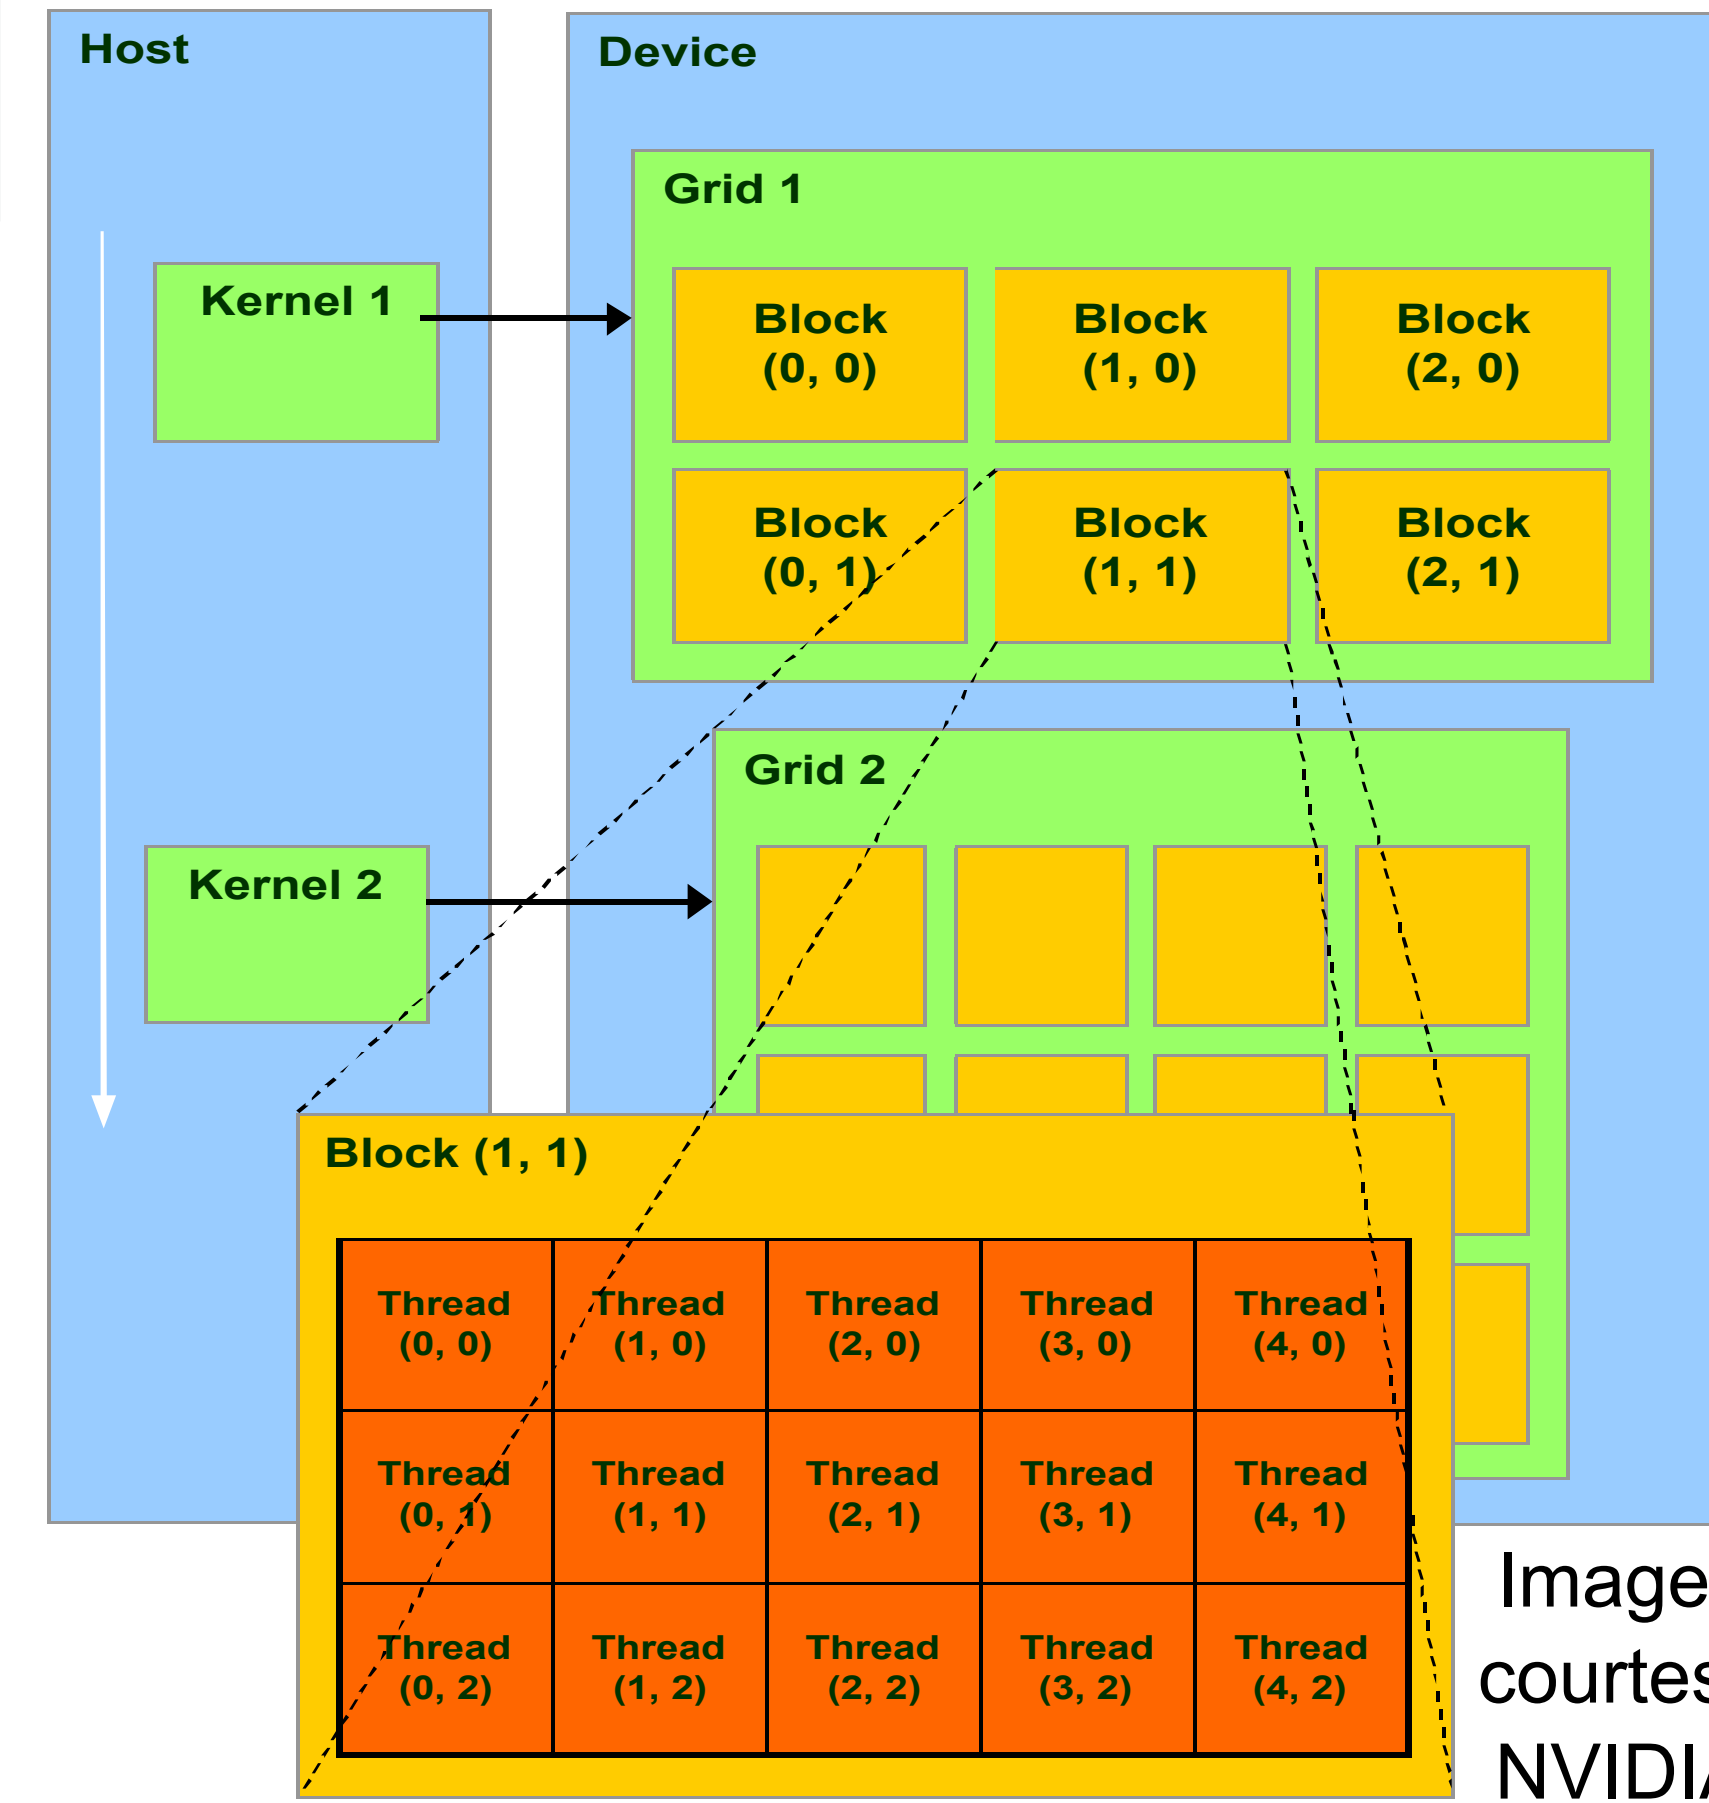 Host
Device
Grid 1
Kernel 1
Block
(0, 0)
Block
(1, 0)
Block
(2, 0)
Block
(0, 1)
Block
(1, 1)
Block
(2, 1)
Grid 2
Kernel 2
Block (1, 1)
Thread
(0, 0)
Thread
(1, 0)
Thread
(2, 0)
Thread
(3, 0)
Thread
(4, 0)
Thread
(0, 1)
Thread
(1, 1)
Thread
(2, 1)
Thread
(3, 1)
Thread
(4, 1)
Thread
(0, 2)
Thread
(1, 2)
Thread
(2, 2)
Thread
(3, 2)
Thread
(4, 2)
Image
courtes
NVIDIA